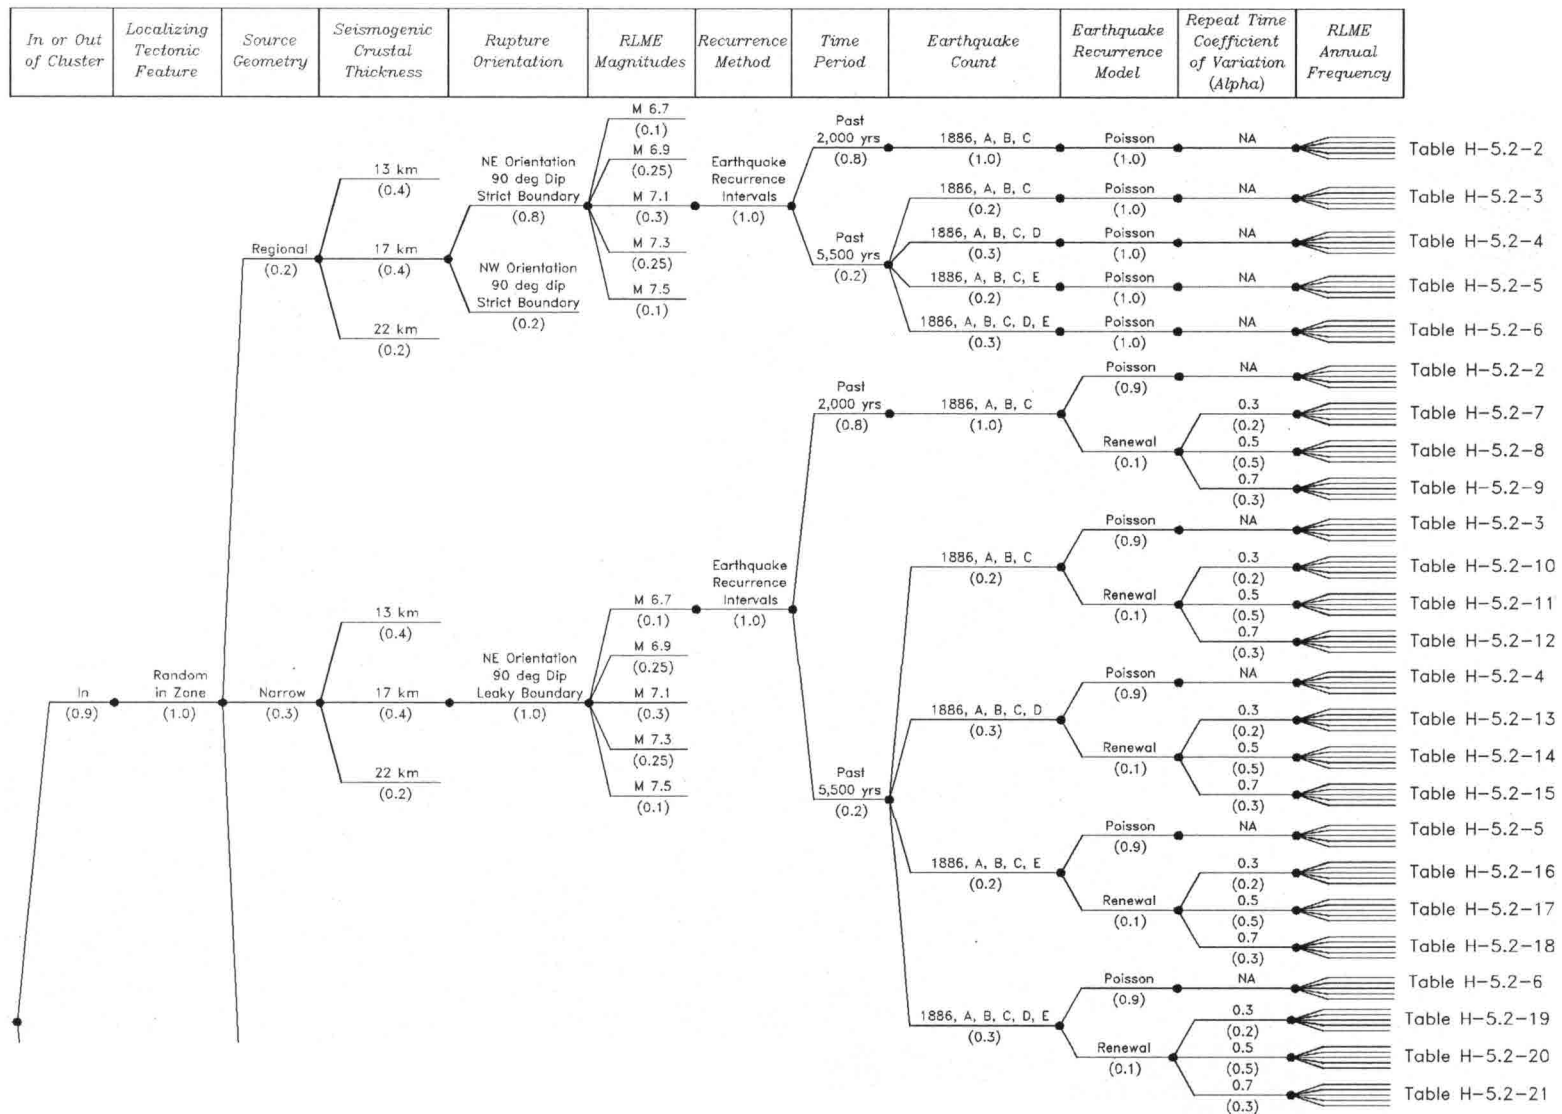 In or Out
of Cluster
Localizing
Tectonic
Feature
Source
Geometry
Seismogenic
Crustal
Thickness
Rupture
Orientation
RLME
Magnitudes
Recurrence
Method
Time
Period
Earthquake
Count
Earthquake
Recurrence
Model
Repeat Time
Coefficient
of Variation
(Alpha)
RLME
Annual
Frequency
In
(0.9)
Random
in Zone
(1.0)
Regional
(0.2)
13 km
(0.4)
17 km
(0.4)
22 km
(0.2)
NE Orientation
90 deg Dip
Strict Boundary
(0.8)
NW Orientation
90 deg dip
Strict Boundary
(0.2)
M 6.7
(0.1)
M 6.9
(0.25)
M 7.1
(0.3)
M 7.3
(0.25)
M 7.5
(0.1)
Earthquake
Recurrence
Intervals
(1.0)
Past
2,000 yrs
(0.8)
1886, A, B, C
(1.0)
Poisson
(1.0)
NA
Table H-5.2-2
Past
5,500 yrs
(0.2)
1886, A, B, C
(0.2)
Poisson
(1.0)
NA
Table H-5.2-3
1886, A, B, C, D
(0.3)
Poisson
(1.0)
NA
Table H-5.2-4
1886, A, B, C, E
(0.2)
Poisson
(1.0)
NA
Table H-5.2-5
1886, A, B, C, D, E
(0.3)
Poisson
(1.0)
NA
Table H-5.2-6
Narrow
(0.3)
13 km
(0.4)
17 km
(0.4)
22 km
(0.2)
NE Orientation
90 deg Dip
Leaky Boundary
(1.0)
M 6.7
(0.1)
M 6.9
(0.25)
M 7.1
(0.3)
M 7.3
(0.25)
M 7.5
(0.1)
Earthquake
Recurrence
Intervals
(1.0)
Past
2,000 yrs
(0.8)
1886, A, B, C
(1.0)
Poisson
(0.9)
NA
Table H-5.2-2
Renewal
(0.1)
0.3
(0.2)
Table H-5.2-7
0.5
(0.5)
Table H-5.2-8
0.7
(0.3)
Table H-5.2-9
Past
5,500 yrs
(0.2)
1886, A, B, C
(0.2)
Poisson
(0.9)
NA
Table H-5.2-3
Renewal
(0.1)
0.3
(0.2)
Table H-5.2-10
0.5
(0.5)
Table H-5.2-11
0.7
(0.3)
Table H-5.2-12
1886, A, B, C, D
(0.3)
Poisson
(0.9)
NA
Table H-5.2-4
Renewal
(0.1)
0.3
(0.2)
Table H-5.2-13
0.5
(0.5)
Table H-5.2-14
0.7
(0.3)
Table H-5.2-15
1886, A, B, C, E
(0.2)
Poisson
(0.9)
NA
Table H-5.2-5
Renewal
(0.1)
0.3
(0.2)
Table H-5.2-16
0.5
(0.5)
Table H-5.2-17
0.7
(0.3)
Table H-5.2-18
1886, A, B, C, D, E
(0.3)
Poisson
(0.9)
NA
Table H-5.2-6
Renewal
(0.1)
0.3
(0.2)
Table H-5.2-19
0.5
(0.5)
Table H-5.2-20
0.7
(0.3)
Table H-5.2-21